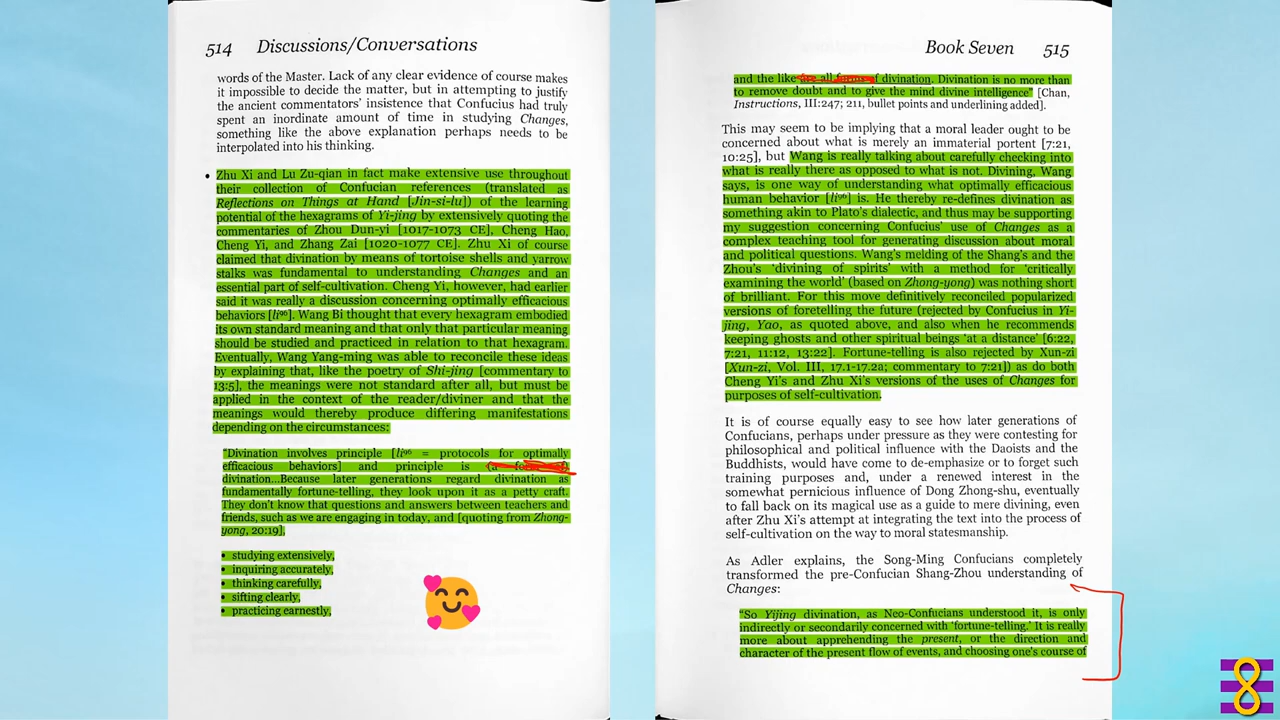 514 Discussions/Conversations
words of the Master. Lack of any clear evidence of course makes
it impossible to decide the matter, but in attempting to justify
the ancient commentators' insistence that Confucius had truly
spent an inordinate amount of time in studying Changes,
something like the above explanation perhaps needs to be
interpolated into his thinking.
• Zhu Xi and Lu Zu-qian in fact make extensive use throughout
their collection of Confucian references (translated as
Reflections on Things at Hand [Jin-si-lu]) of the learning
potential of the hexagrams of Yi-jing by extensively quoting the
commentaries of Zhou Dun-yi [1017-1073 CE], Cheng Hao,
Cheng Yi, and Zhang Zai [1020-1077 CE]. Zhu Xi of course
claimed that divination by means of tortoise shells and yarrow
stalks was fundamental to understanding Changes and an
essential part of self-cultivation. Cheng Yi, however, had earlier
said it was really a discussion concerning optimally efficacious
behaviors [li⁹⁶]. Wang Bi thought that every hexagram embodied
its own standard meaning and that only that particular meaning
should be studied and practiced in relation to that hexagram.
Eventually, Wang Yang-ming was able to reconcile these ideas
by explaining that, like the poetry of Shi-jing [commentary to
13:5], the meanings were not standard after all, but must be
applied in the context of the reader/diviner and that the
meanings would thereby produce differing manifestations
depending on the circumstances:
"Divination involves principle [li⁹⁶ = protocols for optimally
efficacious behaviors] and principle is (a
divination...Because later generations regard divination as
fundamentally fortune-telling, they look upon it as a petty craft.
They don't know that questions and answers between teachers and
friends, such as we are engaging in today, and [quoting from Zhong-
yong, 20:19],
• studying extensively,
• inquiring accurately,
• thinking carefully,
• sifting clearly,
• practicing earnestly,
Book Seven 515
and the like all of divination. Divination is no more than
to remove doubt and to give the mind divine intelligence" [Chan,
Instructions, III:247; 211, bullet points and underlining added].
This may seem to be implying that a moral leader ought to be
concerned about what is merely an immaterial portent [7:21,
10:25], but Wang is really talking about carefully checking into
what is really there as opposed to what is not. Divining, Wang
says, is one way of understanding what optimally efficacious
human behavior [li⁹⁶] is. He thereby re-defines divination as
something akin to Plato's dialectic, and thus may be supporting
my suggestion concerning Confucius' use of Changes as a
complex teaching tool for generating discussion about moral
and political questions. Wang's melding of the Shang's and the
Zhou's 'divining of spirits' with a method for 'critically
examining the world' (based on Zhong-yong) was nothing short
of brilliant. For this move definitively reconciled popularized
versions of foretelling the future (rejected by Confucius in Yi-
jing, Yao, as quoted above, and also when he recommends
keeping ghosts and other spiritual beings 'at a distance' [6:22,
7:21, 11:12, 13:22]. Fortune-telling is also rejected by Xun-zi
[Xun-zi, Vol. III, 17.1-17.2a; commentary to 7:21]) as do both
Cheng Yi's and Zhu Xi's versions of the uses of Changes for
purposes of self-cultivation.
It is of course equally easy to see how later generations of
Confucians, perhaps under pressure as they were contesting for
philosophical and political influence with the Daoists and the
Buddhists, would have come to de-emphasize or to forget such
training purposes and, under a renewed interest in the
somewhat pernicious influence of Dong Zhong-shu, eventually
to fall back on its magical use as a guide to mere divining, even
after Zhu Xi's attempt at integrating the text into the process of
self-cultivation on the way to moral statesmanship.
As Adler explains, the Song-Ming Confucians completely
transformed the pre-Confucian Shang-Zhou understanding of
Changes:
"So Yijing divination, as Neo-Confucians understood it, is only
indirectly or secondarily concerned with 'fortune-telling.' It is really
more about apprehending the present, or the direction and
character of the present flow of events, and choosing one's course of